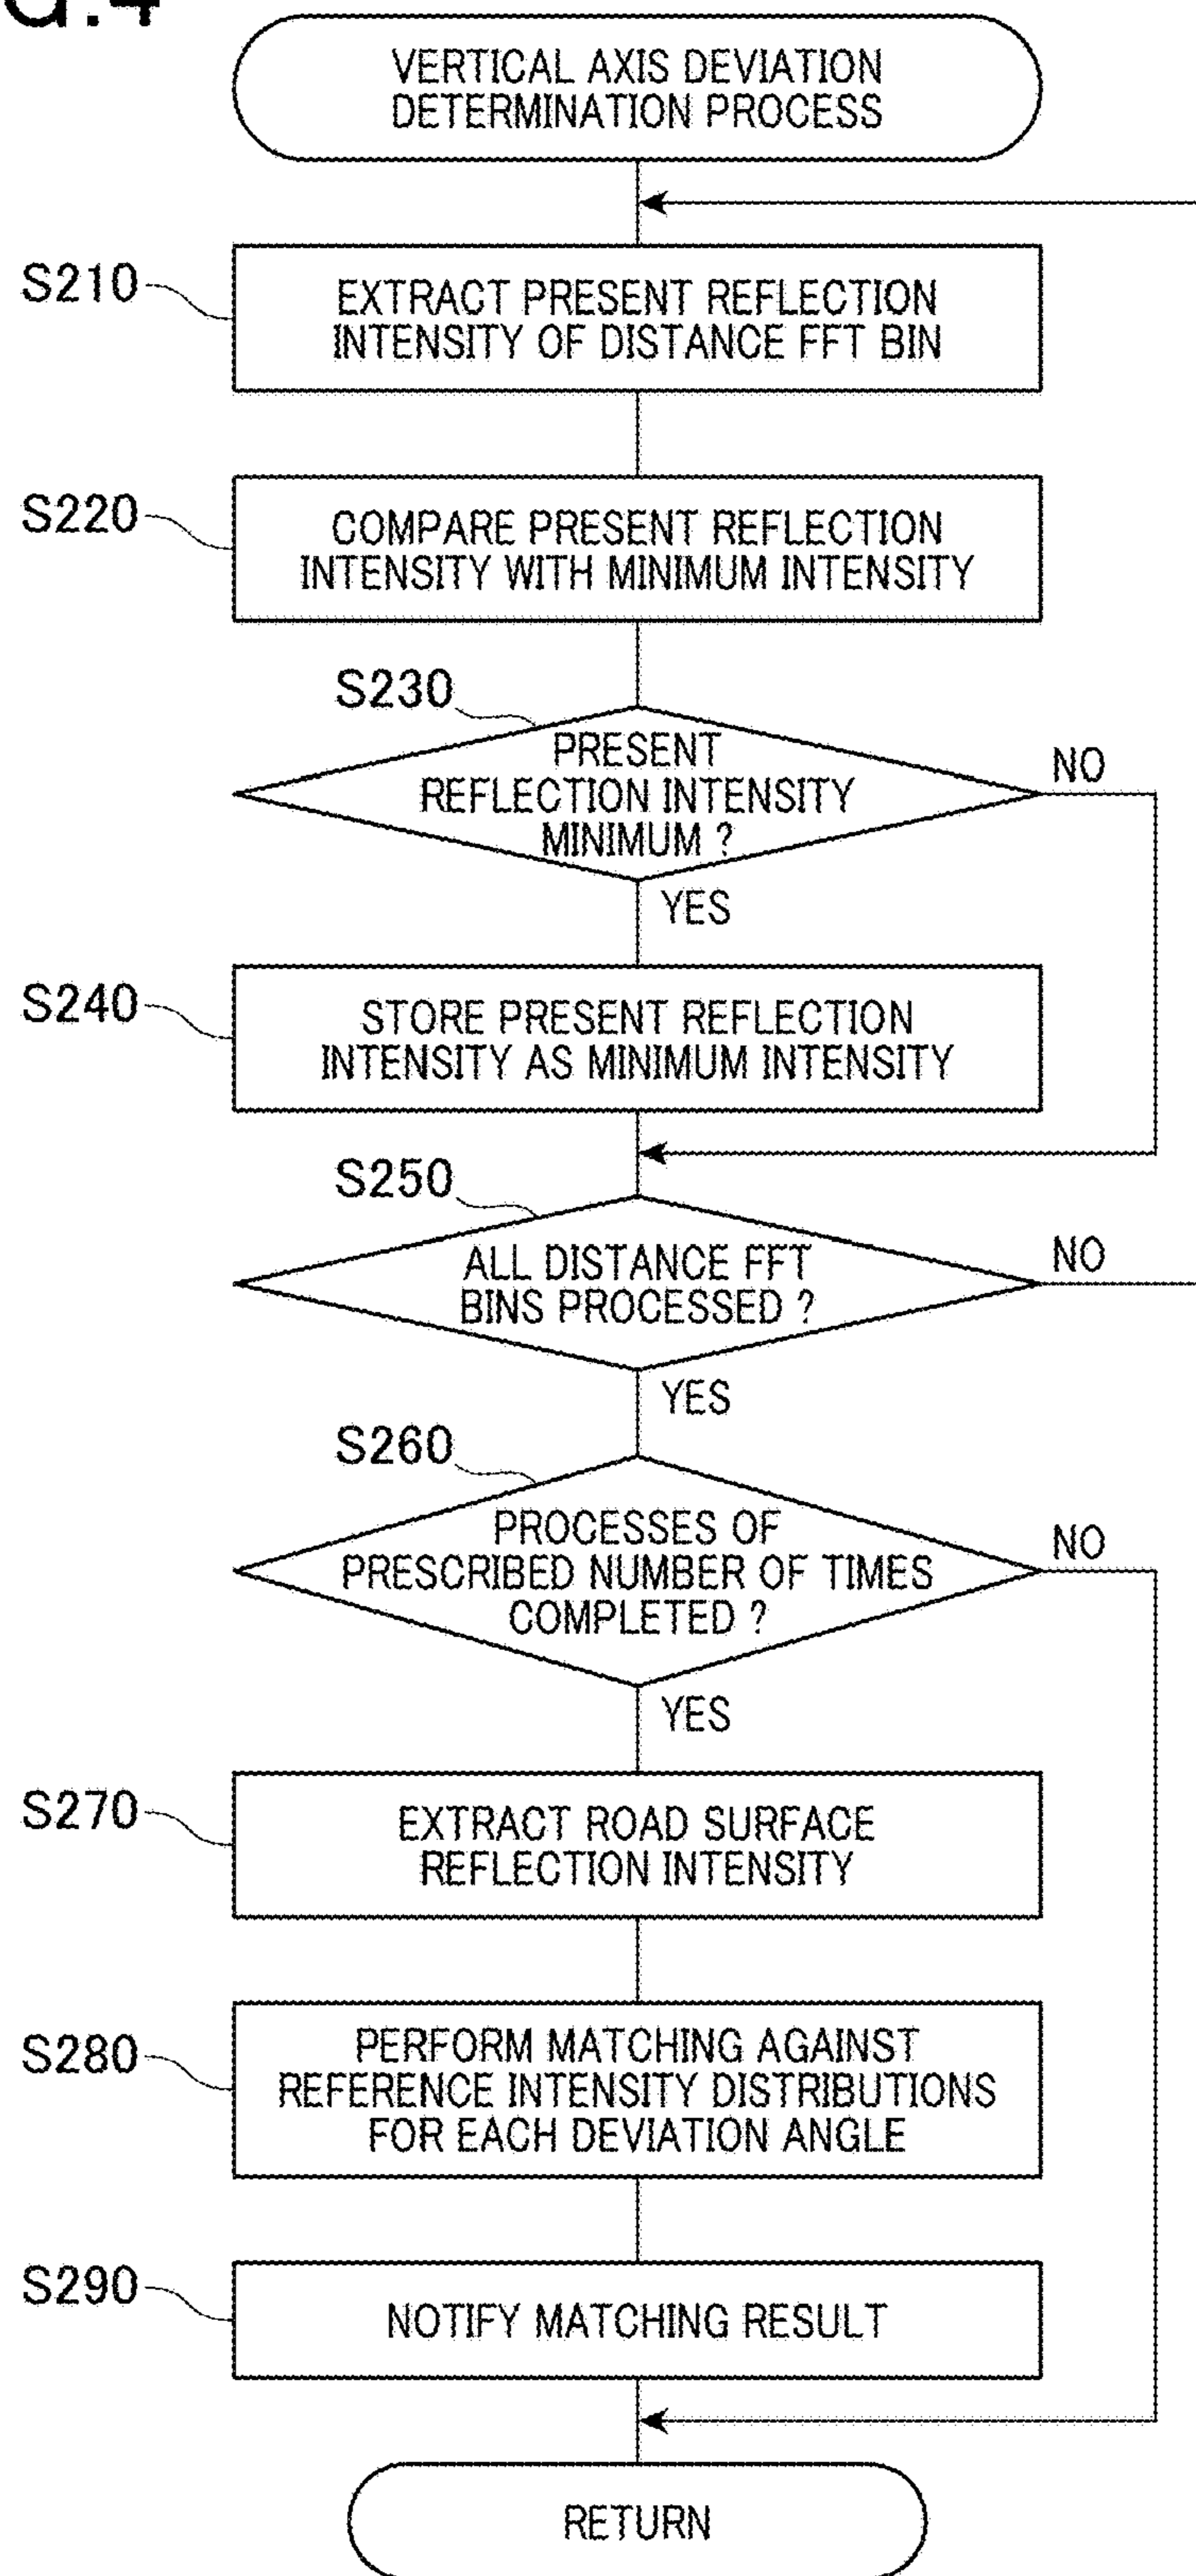 G.4
VERTICAL AXIS DEVIATION
DETERMINATION PROCESS
S210
EXTRACT PRESENT REFLECTION
INTENSITY OF DISTANCE FFT BIN
S220
COMPARE PRESENT REFLECTION
INTENSITY WITH MINIMUM INTENSITY
S230
PRESENT
REFLECTION INTENSITY
MINIMUM ?
NO
YES
S240
STORE PRESENT REFLECTION
INTENSITY AS MINIMUM INTENSITY
S250
ALL DISTANCE FFT
BINS PROCESSED ?
NO
YES
S260
PROCESSES OF
PRESCRIBED NUMBER OF TIMES
COMPLETED ?
NO
YES
S270
EXTRACT ROAD SURFACE
REFLECTION INTENSITY
S280
PERFORM MATCHING AGAINST
REFERENCE INTENSITY DISTRIBUTIONS
FOR EACH DEVIATION ANGLE
S290
NOTIFY MATCHING RESULT
RETURN